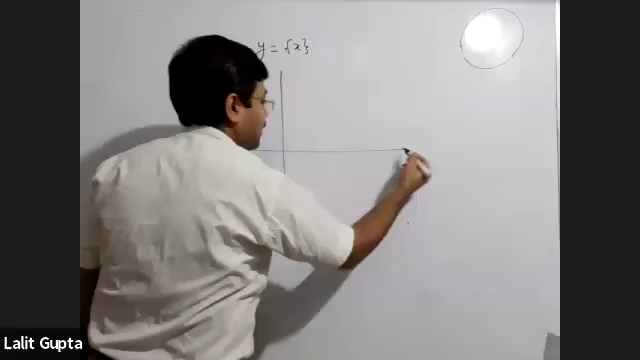 y = {x}
Lalit Gupta